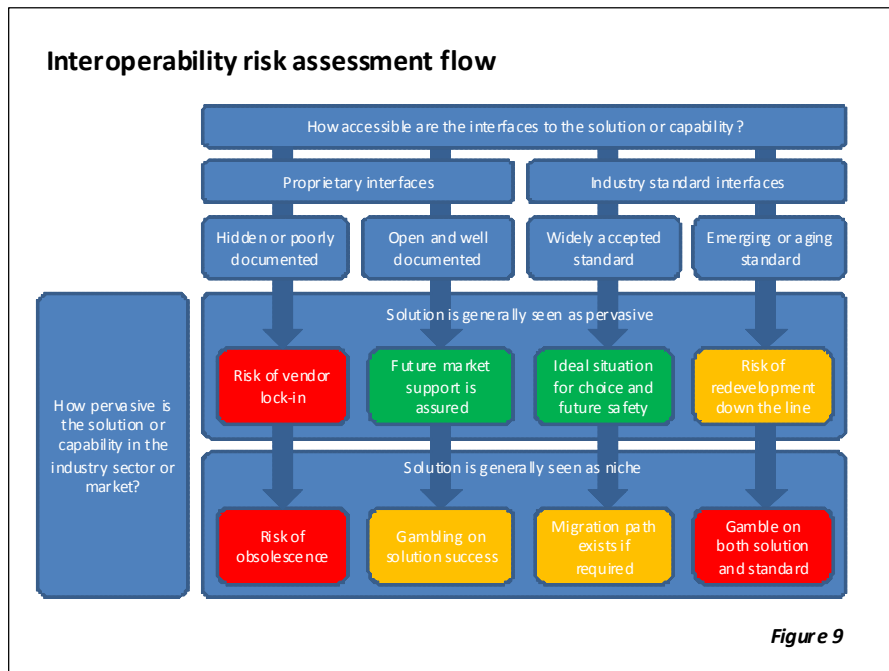 Interoperability risk assessment flow
How accessible are the interfaces to the solution or capability?
Proprietary interfaces
Industry standard interfaces
Hidden or poorly
documented
Open and well
documented
Widely accepted
standard
Emerging or aging
standard
How pervasive is
the solution or
capability in the
industry sector or
market?
Solution is generally seen as pervasive
Risk of vendor
lock-in
Future market
support is
assured
Ideal situation
for choice and
future safety
Risk of
redevelopment
down the line
Solution is generally seen as niche
Risk of
obsolescence
Gambling on
solution success
Migration path
exists if
required
Gamble on
both solution
and standard
Figure 9